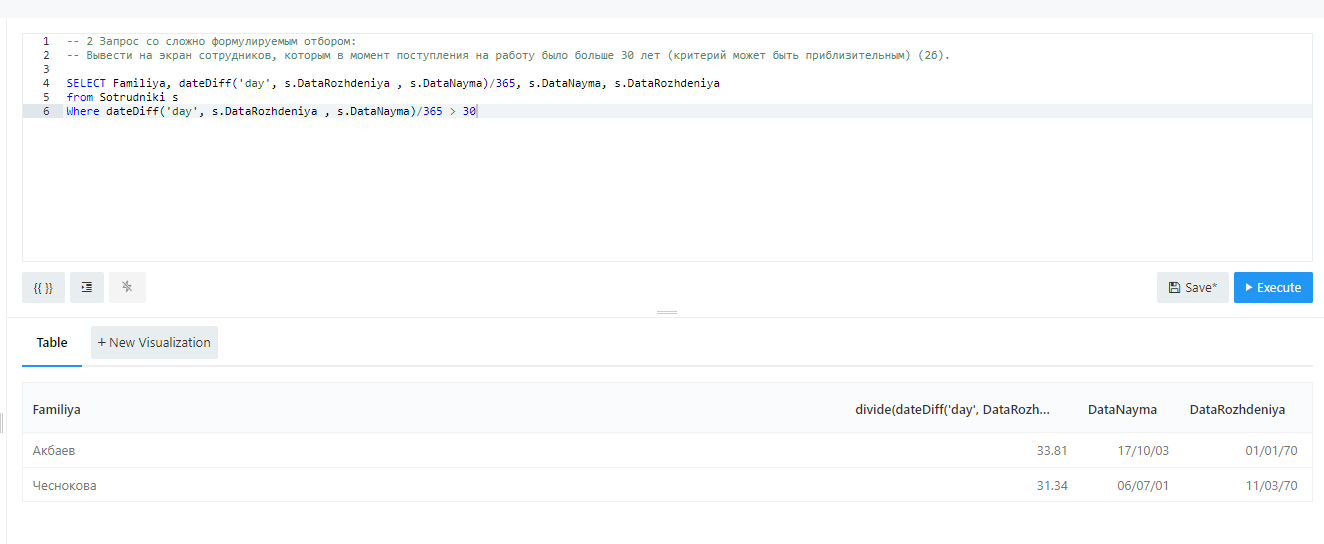 1 -- 2 Запрос со сложно формулируемым отбором:
2 -- Вывести на экран сотрудников, которым в момент поступления на работу было больше 30 лет (критерий может быть приблизительным) (2б).
3
4 SELECT Familiya, dateDiff('day', s.DataRozhdeniya , s.DataNayma)/365, s.DataNayma, s.DataRozhdeniya
5 from Sotrudniki s
6 Where dateDiff('day', s.DataRozhdeniya , s.DataNayma)/365 > 30
{{ }} Save* Execute
Table + New Visualization
Familiya divide(dateDiff('day', DataRozh... DataNayma DataRozhdeniya
Акбаев 33.81 17/10/03 01/01/70
Чеснокова 31.34 06/07/01 11/03/70